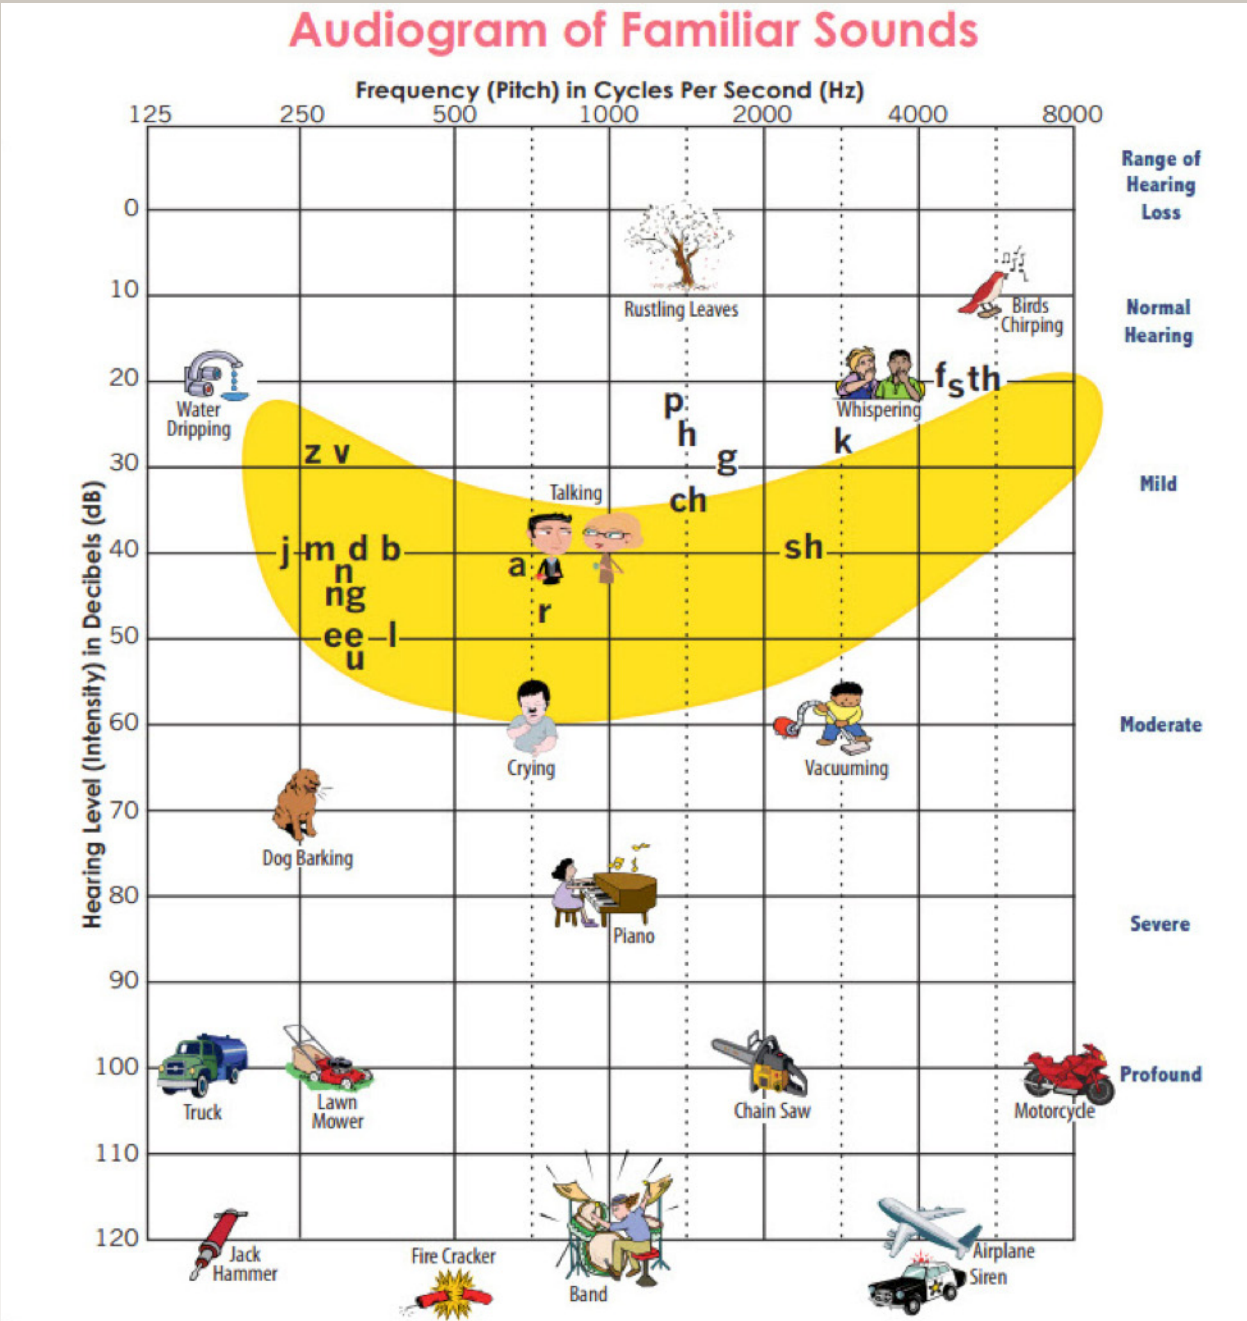 Audiogram of Familiar Sounds
Frequency (Pitch) in Cycles Per Second (Hz)
125 250 500 1000 2000 4000 8000
Hearing Level (Intensity) in Decibels (dB)
Range of
Hearing
Loss
0
10
Rustling Leaves
Birds
Chirping
Normal
Hearing
20
Water
Dripping
Whispering
f s th
p
h
k
g
z v
30
Mild
Talking
ch
40
j m d b
sh
a
n
ng
r
50
ee l
u
60
Moderate
Crying
Vacuuming
70
Dog Barking
80
Piano
Severe
90
100
Profound
Truck
Lawn
Mower
Chain Saw
Motorcycle
110
120
Jack
Hammer
Fire Cracker
Band
Airplane
Siren